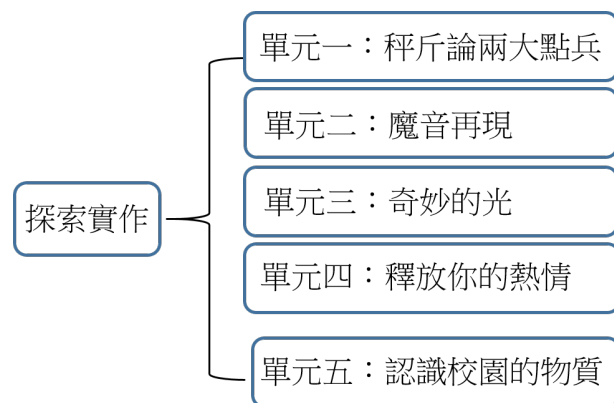 單元一：秤斤論兩大點兵
單元二：魔音再現
單元三：奇妙的光
探索實作
單元四：釋放你的熱情
單元五：認識校園的物質